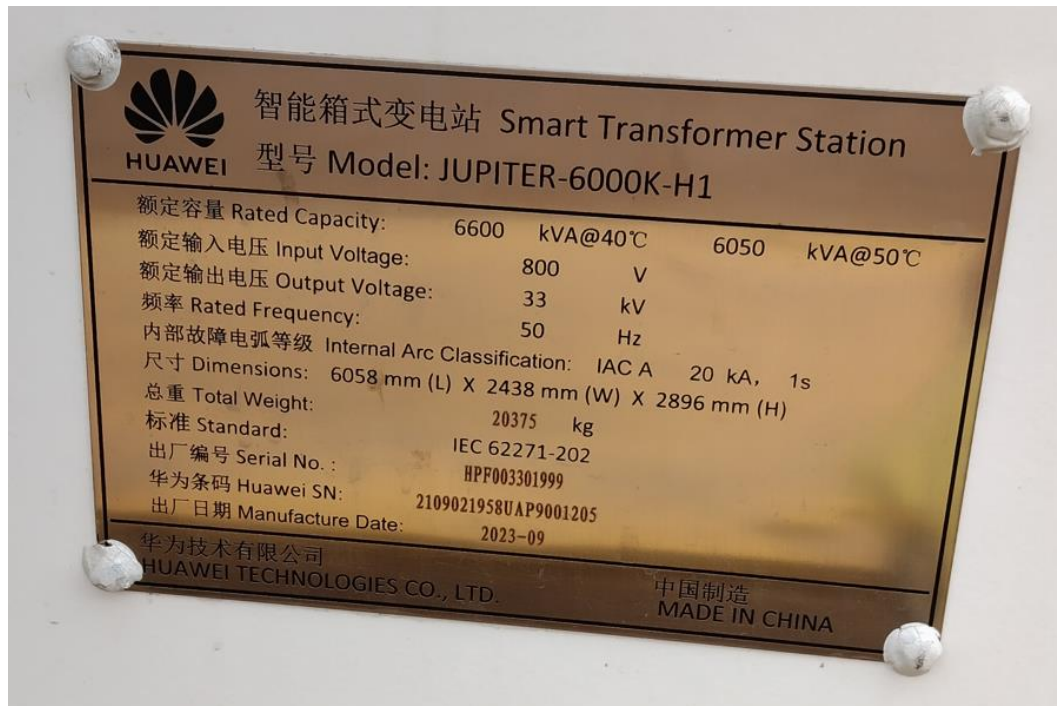 HUAWEI
智能箱式变电站 Smart Transformer Station
型号 Model: JUPITER-6000K-H1
额定容量 Rated Capacity: 6600 kVA@40℃ 6050 kVA@50℃
额定输入电压 Input Voltage: 800 V
额定输出电压 Output Voltage: 33 kV
频率 Rated Frequency: 50 Hz
内部故障电弧等级 Internal Arc Classification: IAC A 20 kA, 1s
尺寸 Dimensions: 6058 mm (L) X 2438 mm (W) X 2896 mm (H)
总重 Total Weight: 20375 kg
标准 Standard: IEC 62271-202
出厂编号 Serial No. : HPF003301999
华为条码 Huawei SN: 2109021958UAP9001205
出厂日期 Manufacture Date: 2023-09
华为技术有限公司 中国制造
HUAWEI TECHNOLOGIES CO., LTD. MADE IN CHINA